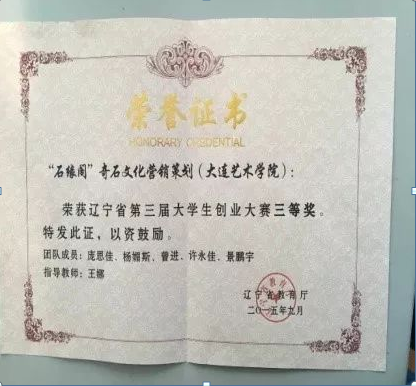 荣誉证书
HONORARY CREDENTIAL
“石缘阁”奇石文化营销策划（大连艺术学院）：
荣获辽宁省第三届大学生创业大赛三等奖。
特发此证，以资鼓励。
团队成员：庞思佳、杨媚斯、曾进、许永佳、景鹏宇
指导教师：王娜
辽宁省教育厅
二〇一五年九月